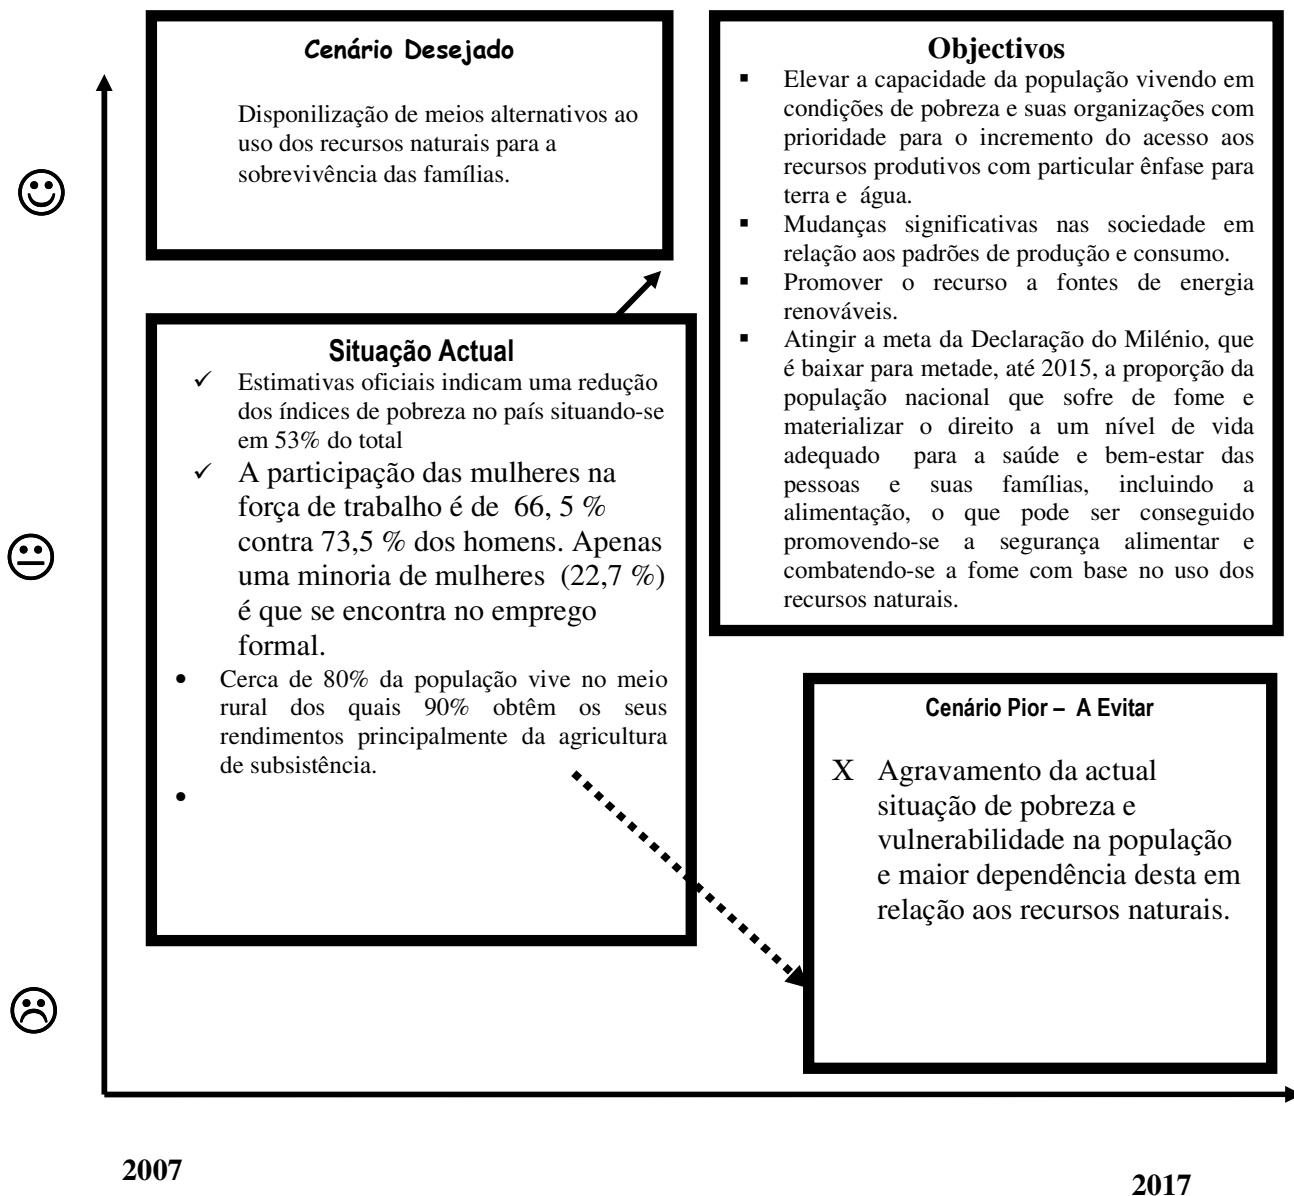 Cenário Desejado
Disponilização de meios alternativos ao
uso dos recursos naturais para a
sobrevivência das famílias.
Objectivos
▪ Elevar a capacidade da população vivendo em
condições de pobreza e suas organizações com
prioridade para o incremento do acesso aos
recursos produtivos com particular ênfase para
terra e água.
▪ Mudanças significativas nas sociedade em
relação aos padrões de produção e consumo.
▪ Promover o recurso a fontes de energia
renováveis.
▪ Atingir a meta da Declaração do Milénio, que
é baixar para metade, até 2015, a proporção da
população nacional que sofre de fome e
materializar o direito a um nível de vida
adequado para a saúde e bem-estar das
pessoas e suas famílias, incluindo a
alimentação, o que pode ser conseguido
promovendo-se a segurança alimentar e
combatendo-se a fome com base no uso dos
recursos naturais.
Situação Actual
✓ Estimativas oficiais indicam uma redução
dos índices de pobreza no país situando-se
em 53% do total
✓ A participação das mulheres na
força de trabalho é de 66, 5 %
contra 73,5 % dos homens. Apenas
uma minoria de mulheres (22,7 %)
é que se encontra no emprego
formal.
• Cerca de 80% da população vive no meio
rural dos quais 90% obtêm os seus
rendimentos principalmente da agricultura
de subsistência.
•
Cenário Pior – A Evitar
X Agravamento da actual
situação de pobreza e
vulnerabilidade na população
e maior dependência desta em
relação aos recursos naturais.
2007
2017